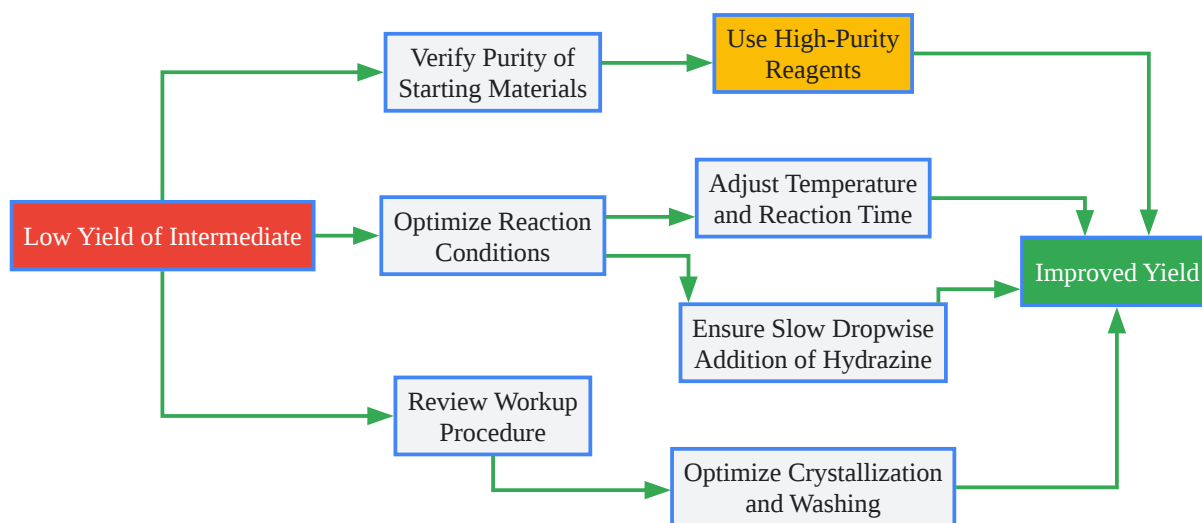 Low Yield of Intermediate
Verify Purity of
Starting Materials
Use High-Purity
Reagents
Optimize Reaction
Conditions
Adjust Temperature
and Reaction Time
Ensure Slow Dropwise
Addition of Hydrazine
Review Workup
Procedure
Optimize Crystallization
and Washing
Improved Yield